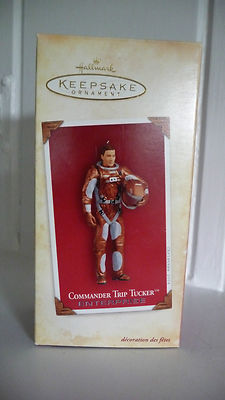 Hallmark
KEEPSAKE
ORNAMENT
COMMANDER TRIP TUCKER™
ENTERPRISE
décoration des fêtes